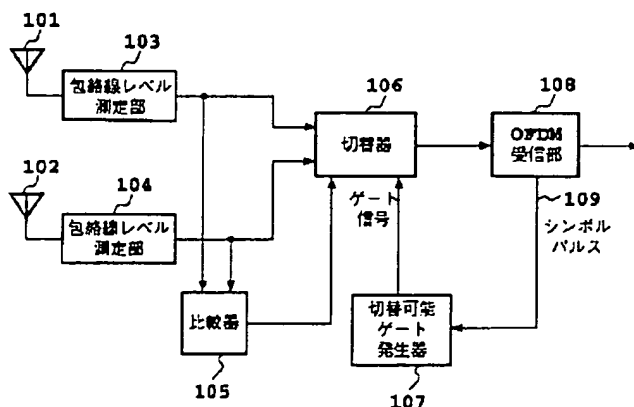 101
103
包絡線レベル
測定部
106
切替器
108
OFDM
受信部
102
104
包絡線レベル
測定部
ゲート
信号
109
シンボル
パルス
比較器
105
切替可能
ゲート
発生器
107